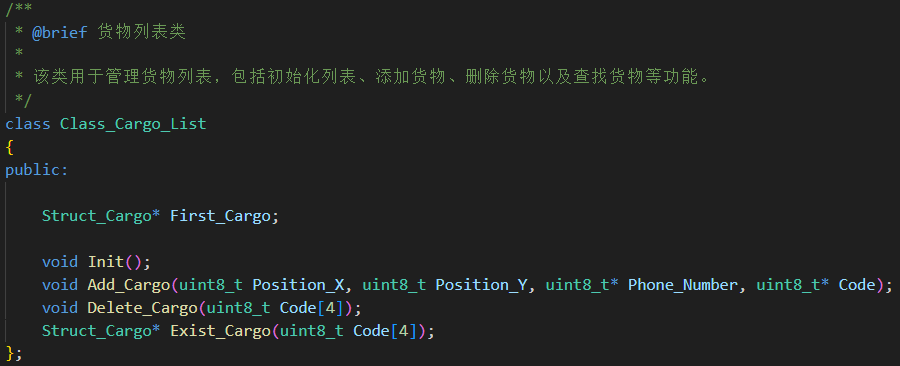 /**
 * @brief 货物列表类
 *
 * 该类用于管理货物列表，包括初始化列表、添加货物、删除货物以及查找货物等功能。
 */
class Class_Cargo_List
{
public:
    Struct_Cargo* First_Cargo;
    void Init();
    void Add_Cargo(uint8_t Position_X, uint8_t Position_Y, uint8_t* Phone_Number, uint8_t* Code);
    void Delete_Cargo(uint8_t Code[4]);
    Struct_Cargo* Exist_Cargo(uint8_t Code[4]);
};